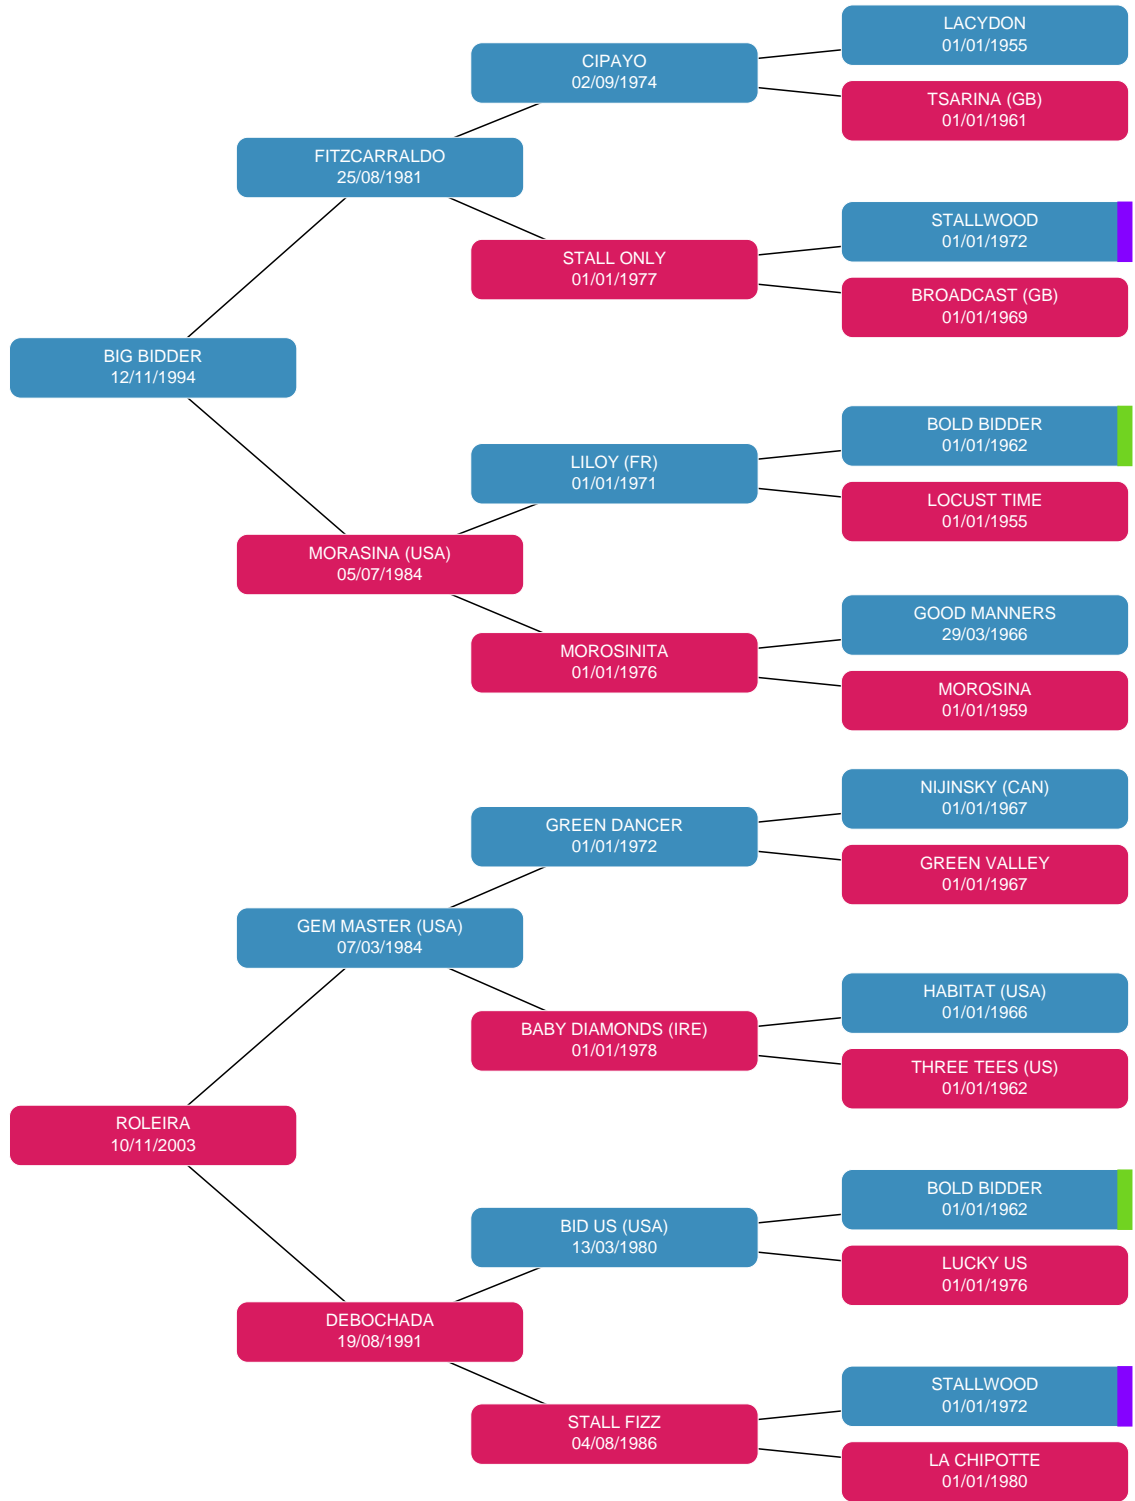 LACYDON
01/01/1955
CIPAYO
02/09/1974
TSARINA (GB)
01/01/1961
FITZCARRALDO
25/08/1981
STALLWOOD
01/01/1972
STALL ONLY
01/01/1977
BROADCAST (GB)
01/01/1969
BIG BIDDER
12/11/1994
BOLD BIDDER
01/01/1962
LILOY (FR)
01/01/1971
LOCUST TIME
01/01/1955
MORASINA (USA)
05/07/1984
GOOD MANNERS
29/03/1966
MOROSINITA
01/01/1976
MOROSINA
01/01/1959
NIJINSKY (CAN)
01/01/1967
GREEN DANCER
01/01/1972
GREEN VALLEY
01/01/1967
GEM MASTER (USA)
07/03/1984
HABITAT (USA)
01/01/1966
BABY DIAMONDS (IRE)
01/01/1978
THREE TEES (US)
01/01/1962
ROLEIRA
10/11/2003
BOLD BIDDER
01/01/1962
BID US (USA)
13/03/1980
LUCKY US
01/01/1976
DEBOCHADA
19/08/1991
STALLWOOD
01/01/1972
STALL FIZZ
04/08/1986
LA CHIPOTTE
01/01/1980